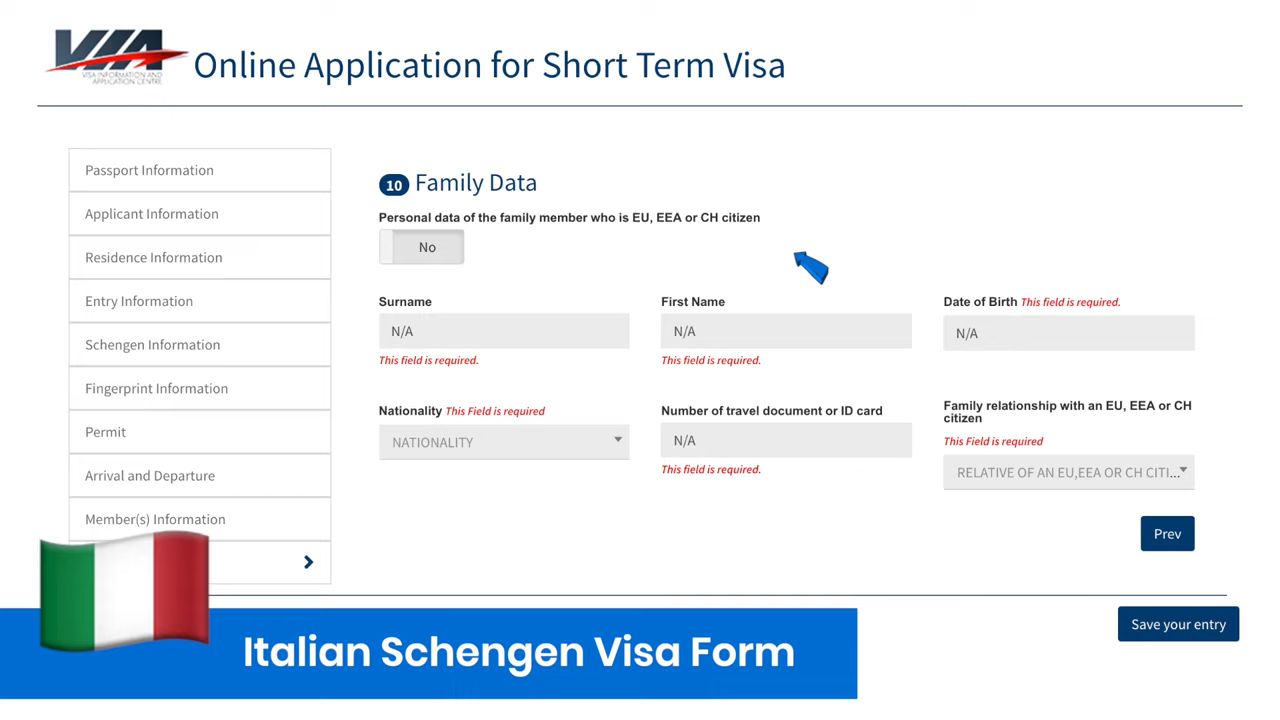 VIA
VISA INFORMATION AND
APPLICATION CENTRE
Online Application for Short Term Visa
Passport Information
Applicant Information
Residence Information
Entry Information
Schengen Information
Fingerprint Information
Permit
Arrival and Departure
Member(s) Information
10 Family Data
Personal data of the family member who is EU, EEA or CH citizen
No
Surname
N/A
This field is required.
First Name
N/A
This field is required.
Date of Birth This field is required.
N/A
Nationality This Field is required
NATIONALITY
Number of travel document or ID card
N/A
This field is required.
Family relationship with an EU, EEA or CH
citizen
This Field is required
RELATIVE OF AN EU,EEA OR CH CITI...
Prev
Save your entry
Italian Schengen Visa Form